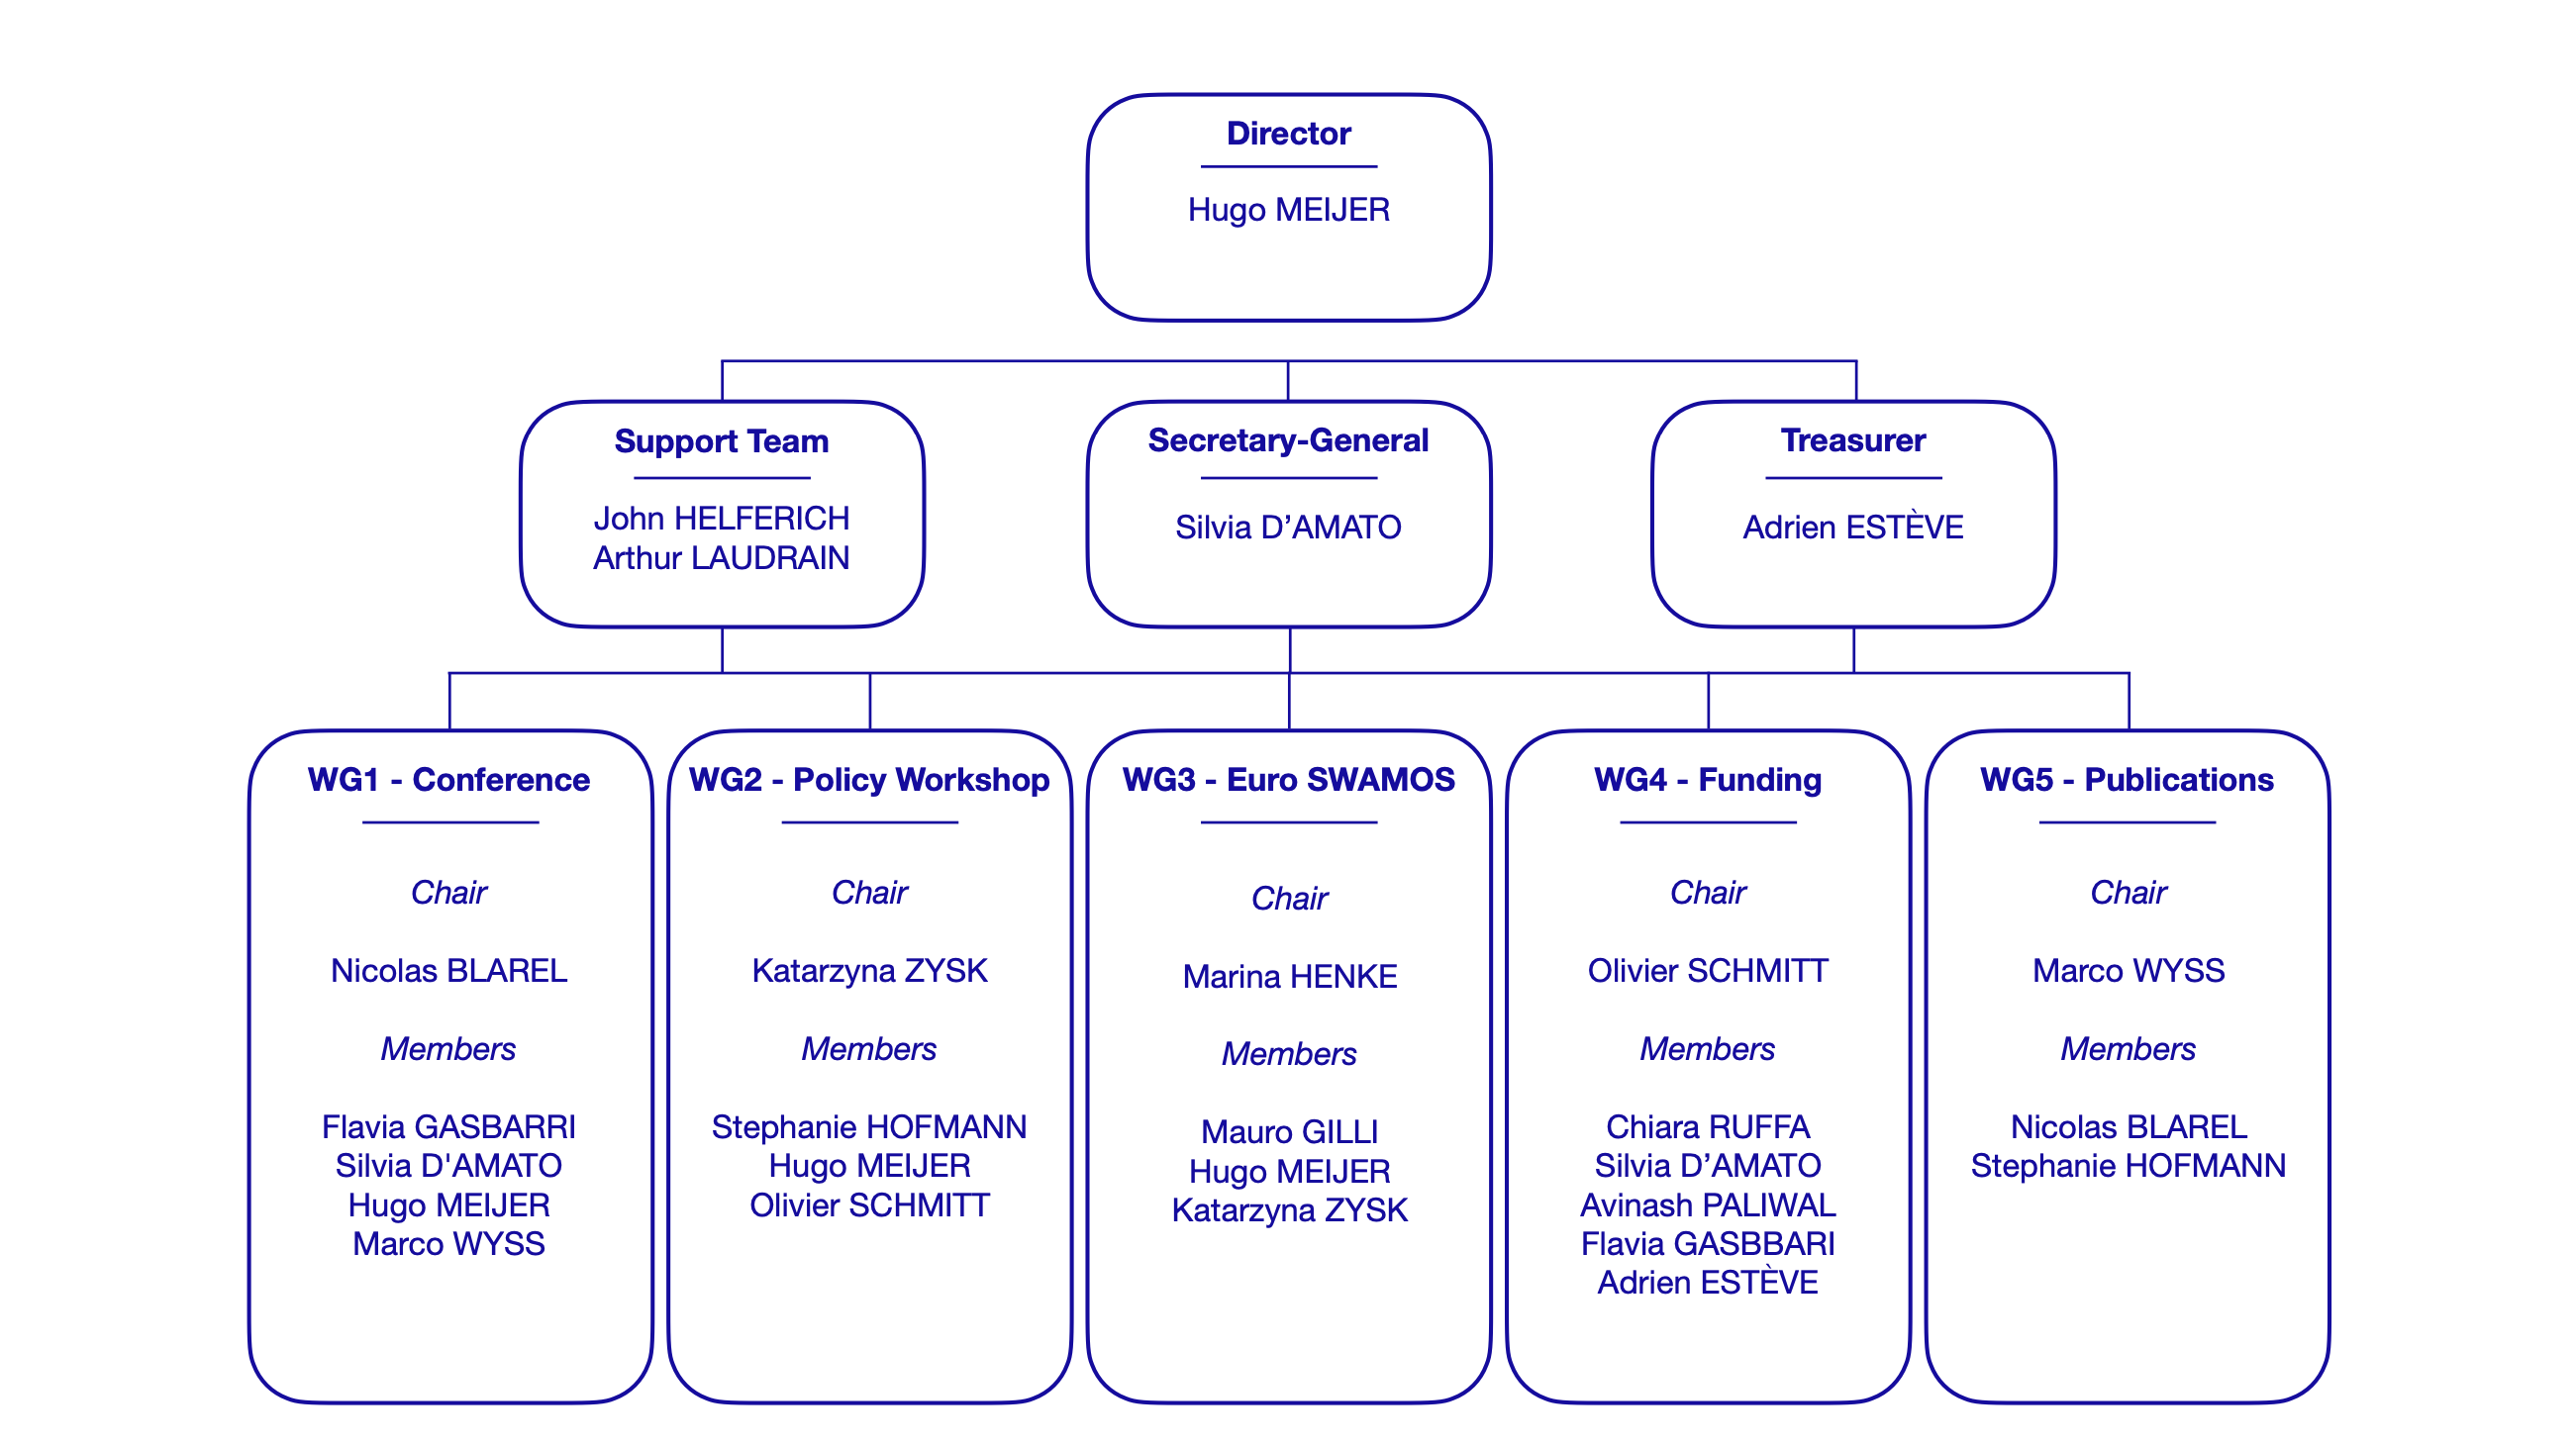 Director
Hugo MEIJER
Support Team
John HELFERICH
Arthur LAUDRAIN
Secretary-General
Silvia D’AMATO
Treasurer
Adrien ESTÈVE
WG1 - Conference
Chair
Nicolas BLAREL
Members
Flavia GASBARRI
Silvia D'AMATO
Hugo MEIJER
Marco WYSS
WG2 - Policy Workshop
Chair
Katarzyna ZYSK
Members
Stephanie HOFMANN
Hugo MEIJER
Olivier SCHMITT
WG3 - Euro SWAMOS
Chair
Marina HENKE
Members
Mauro GILLI
Hugo MEIJER
Katarzyna ZYSK
WG4 - Funding
Chair
Olivier SCHMITT
Members
Chiara RUFFA
Silvia D’AMATO
Avinash PALIWAL
Flavia GASBBARI
Adrien ESTÈVE
WG5 - Publications
Chair
Marco WYSS
Members
Nicolas BLAREL
Stephanie HOFMANN